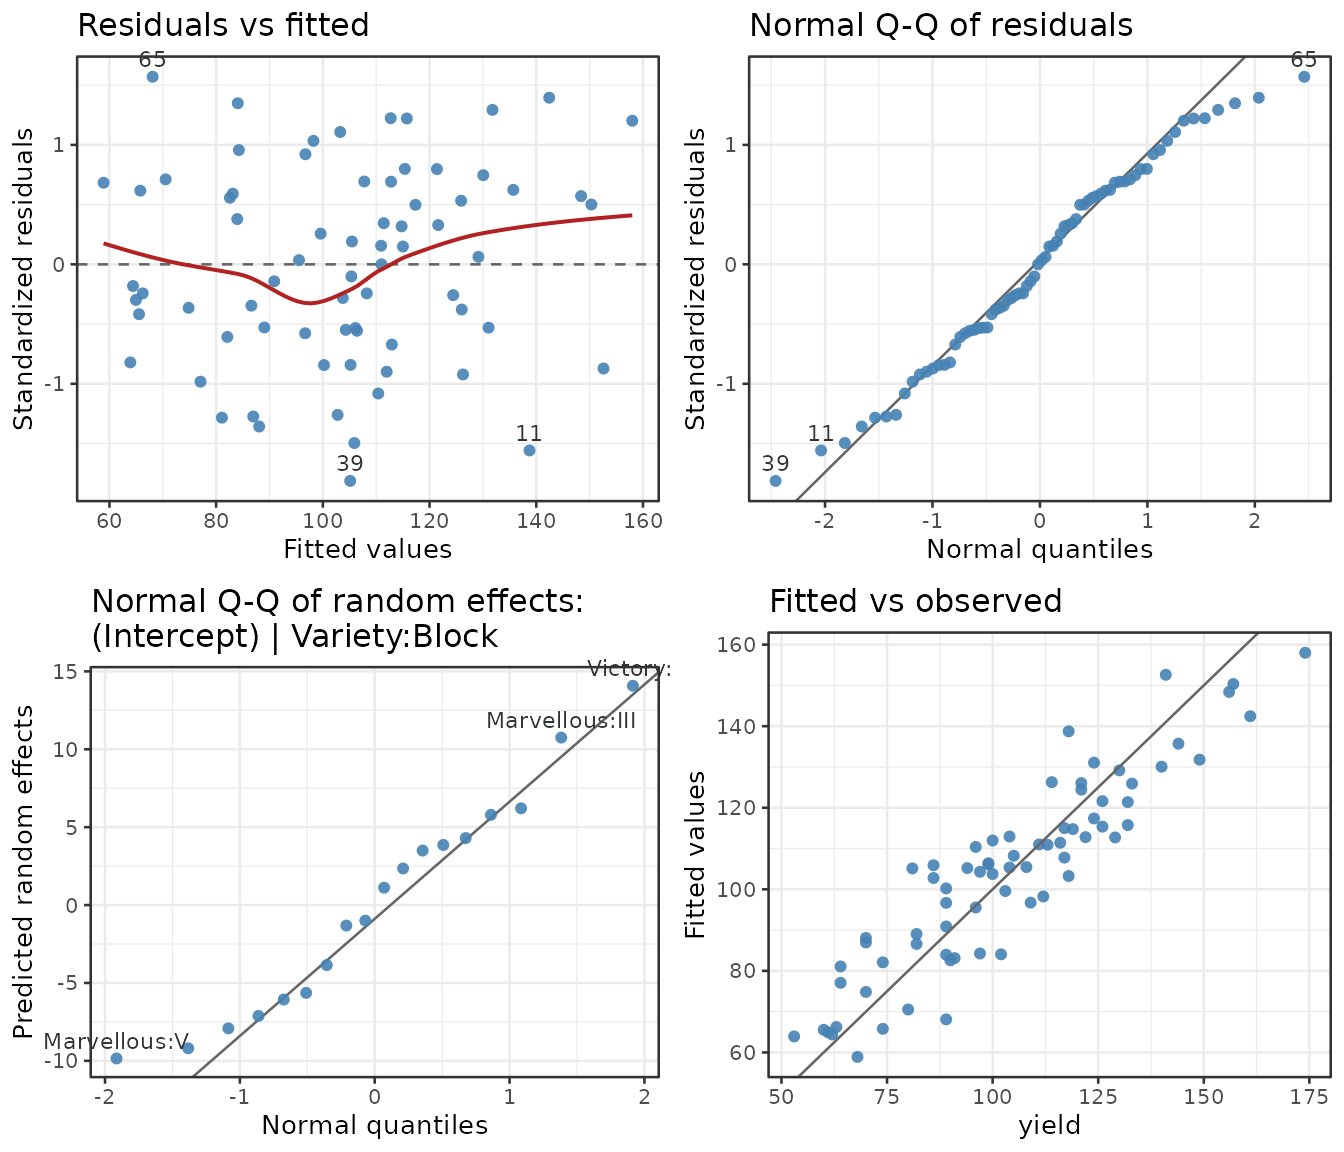 Residuals vs fitted
65
11
39
1
0
-1
60
80
100
120
140
160
Standardized residuals
Fitted values
Normal Q-Q of residuals
65
11
39
1
0
-1
-2
-1
0
1
2
Standardized residuals
Normal quantiles
Normal Q-Q of random effects:
(Intercept) | Variety:Block
Victory:
Marvellous:III
Marvellous:V
15
10
5
0
-5
-10
-2
-1
0
1
2
Predicted random effects
Normal quantiles
Fitted vs observed
160
140
120
100
80
60
50
75
100
125
150
175
Fitted values
yield